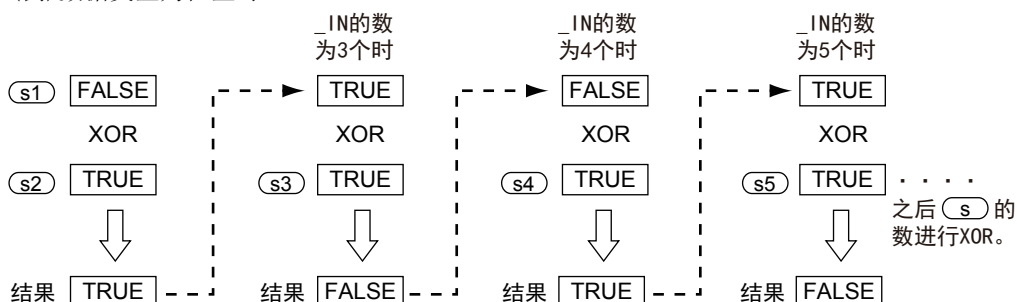 _IN的数 _IN的数 _IN的数
为3个时 为4个时 为5个时
s1 FALSE TRUE FALSE TRUE
XOR XOR XOR XOR
s2 TRUE s3 TRUE s4 TRUE s5 TRUE ····
之后 s 的
数进行XOR。
结果 TRUE 结果 FALSE 结果 TRUE 结果 FALSE